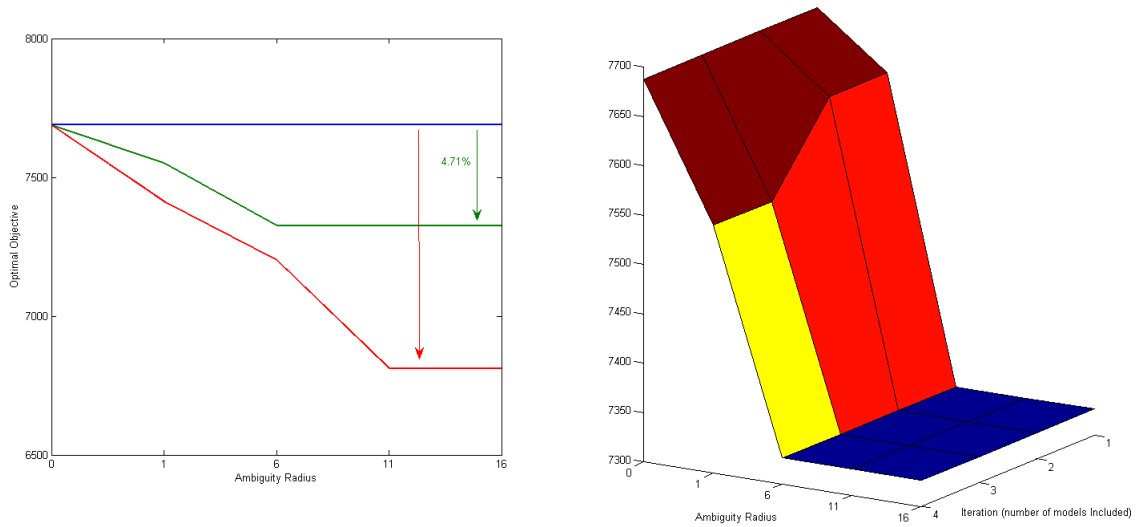 8000
7500
7000
6500
Optimal Objective
4.71%
0 1 6 11 16
Ambiguity Radius
7700
7650
7600
7550
7500
7450
7400
7350
7300
0 1 6 11 16
Ambiguity Radius
4 3 2 1
Iteration (number of models Included)